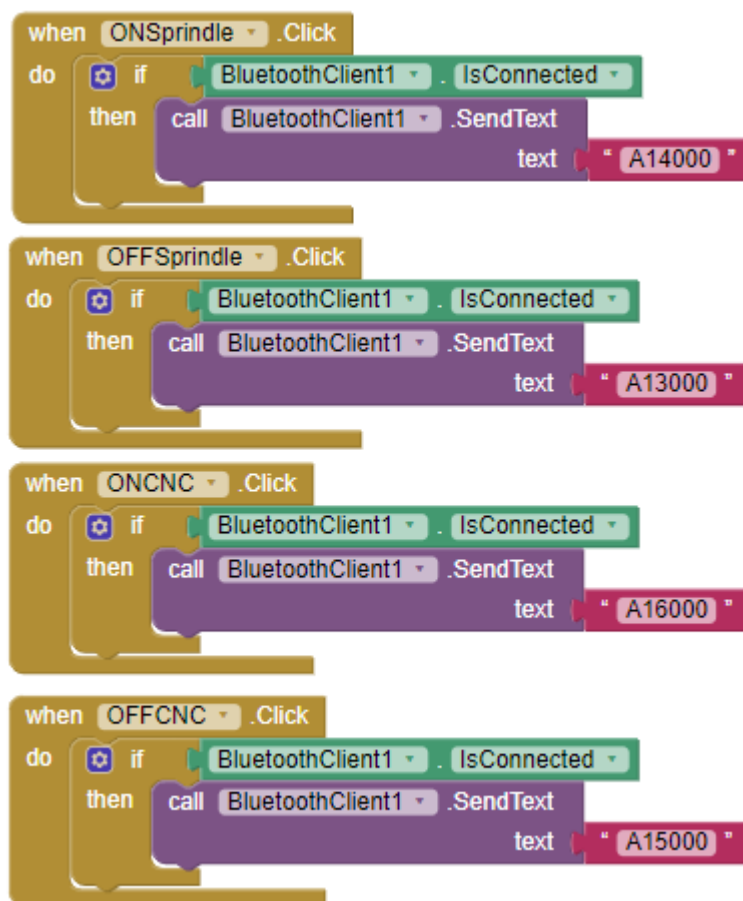 when ONSprindle .Click
do if BluetoothClient1 . IsConnected
then call BluetoothClient1 .SendText
text " A14000 "
when OFFSprindle .Click
do if BluetoothClient1 . IsConnected
then call BluetoothClient1 .SendText
text " A13000 "
when ONCNC .Click
do if BluetoothClient1 . IsConnected
then call BluetoothClient1 .SendText
text " A16000 "
when OFFCNC .Click
do if BluetoothClient1 . IsConnected
then call BluetoothClient1 .SendText
text " A15000 "